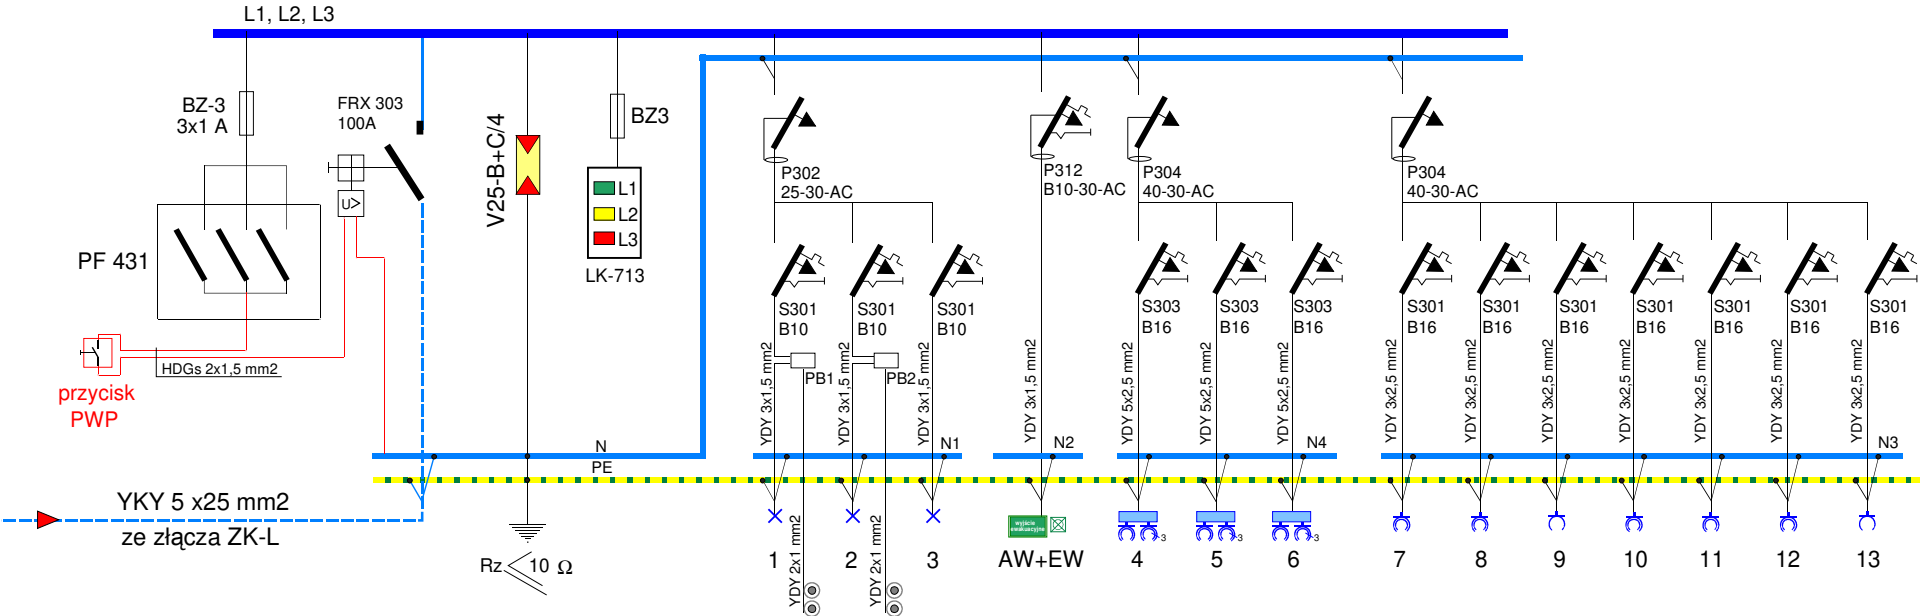 L1, L2, L3
BZ-3
3x1 A
FRX 303
100A
U>
PF 431
HDGs 2x1,5 mm2
przycisk
PWP
YKY 5 x25 mm2
ze złącza ZK-L
V25-B+C/4
Rz < 10 Ω
BZ3
L1
L2
L3
LK-713
N
PE
P302
25-30-AC
P312
B10-30-AC
P304
40-30-AC
P304
40-30-AC
S301
B10
S301
B10
S301
B10
S303
B16
S303
B16
S303
B16
S301
B16
S301
B16
S301
B16
S301
B16
S301
B16
S301
B16
S301
B16
PB1
PB2
YDY 3x1,5 mm2
YDY 3x1,5 mm2
YDY 3x1,5 mm2
YDY 3x1,5 mm2
YDY 5x2,5 mm2
YDY 5x2,5 mm2
YDY 5x2,5 mm2
YDY 3x2,5 mm2
YDY 3x2,5 mm2
YDY 3x2,5 mm2
YDY 3x2,5 mm2
YDY 3x2,5 mm2
YDY 3x2,5 mm2
YDY 3x2,5 mm2
N1
N2
N4
N3
YDY 2x1 mm2
YDY 2x1 mm2
wyjście
ewakuacyjne
3
3
3
1
2
3
AW+EW
4
5
6
7
8
9
10
11
12
13